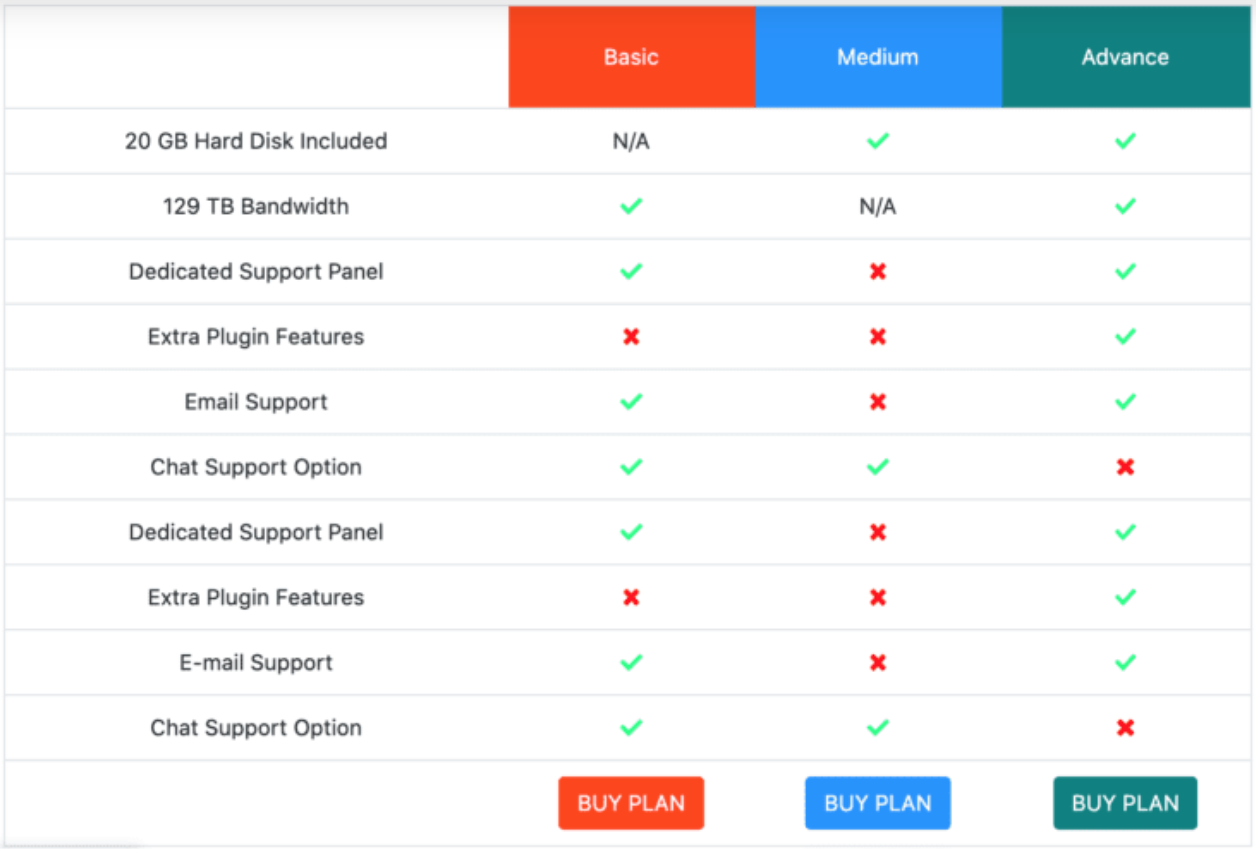 Basic Medium Advance
20 GB Hard Disk Included N/A ✓ ✓
129 TB Bandwidth ✓ N/A ✓
Dedicated Support Panel ✓ ✖ ✓
Extra Plugin Features ✖ ✖ ✓
Email Support ✓ ✖ ✓
Chat Support Option ✓ ✓ ✖
Dedicated Support Panel ✓ ✖ ✓
Extra Plugin Features ✖ ✖ ✓
E-mail Support ✓ ✖ ✓
Chat Support Option ✓ ✓ ✖
BUY PLAN BUY PLAN BUY PLAN